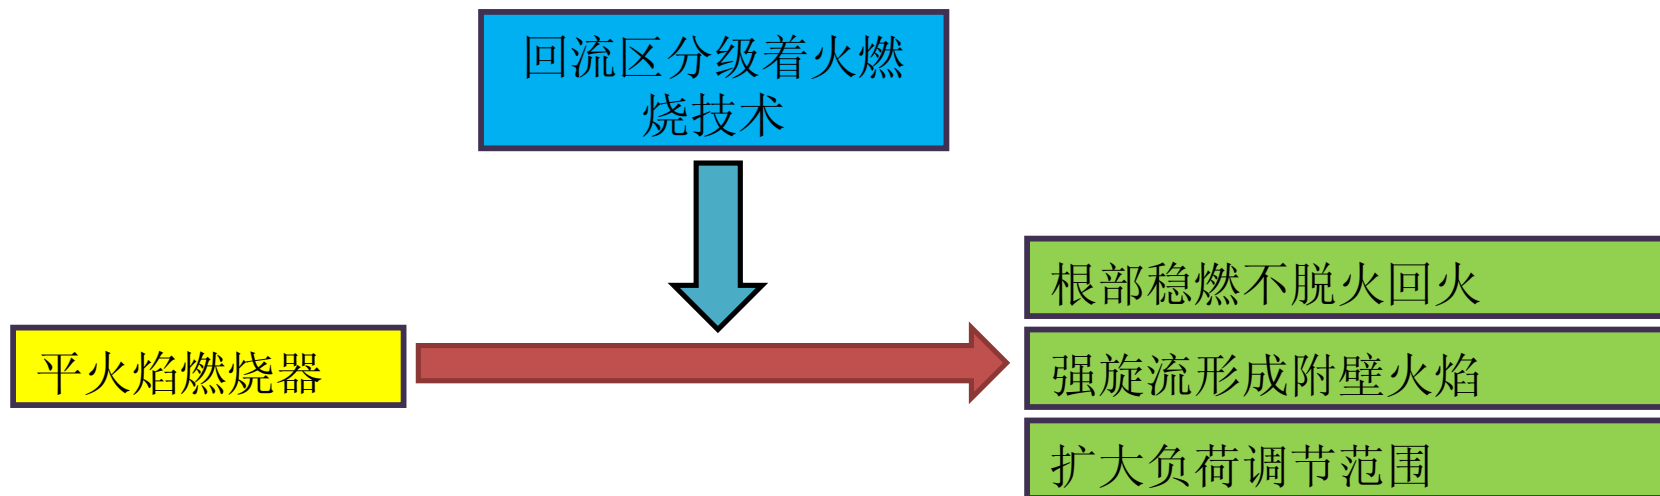 回流区分级着火燃
烧技术
根部稳燃不脱火回火
平火焰燃烧器
强旋流形成附壁火焰
扩大负荷调节范围